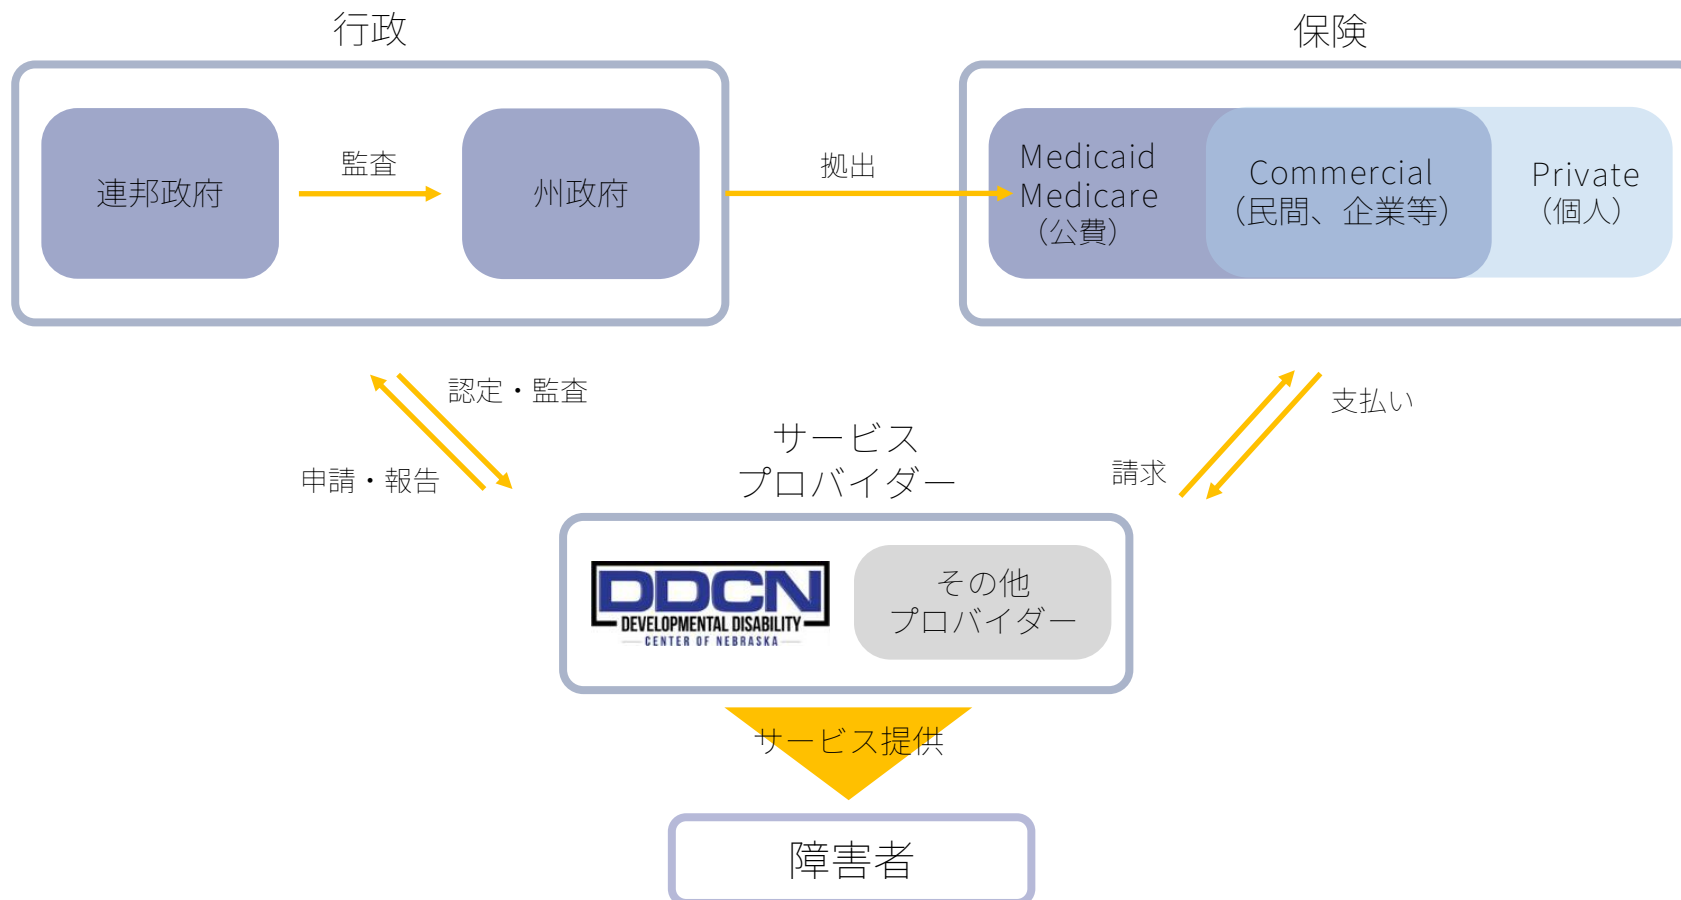 行政
保険
連邦政府
監査
州政府
拠出
Medicaid
Medicare
（公費）
Commercial
（民間、企業等）
Private
（個人）
認定・監査
申請・報告
サービス
プロバイダー
請求
支払い
DDCN
DEVELOPMENTAL DISABILITY
CENTER OF NEBRASKA
その他
プロバイダー
サービス提供
障害者